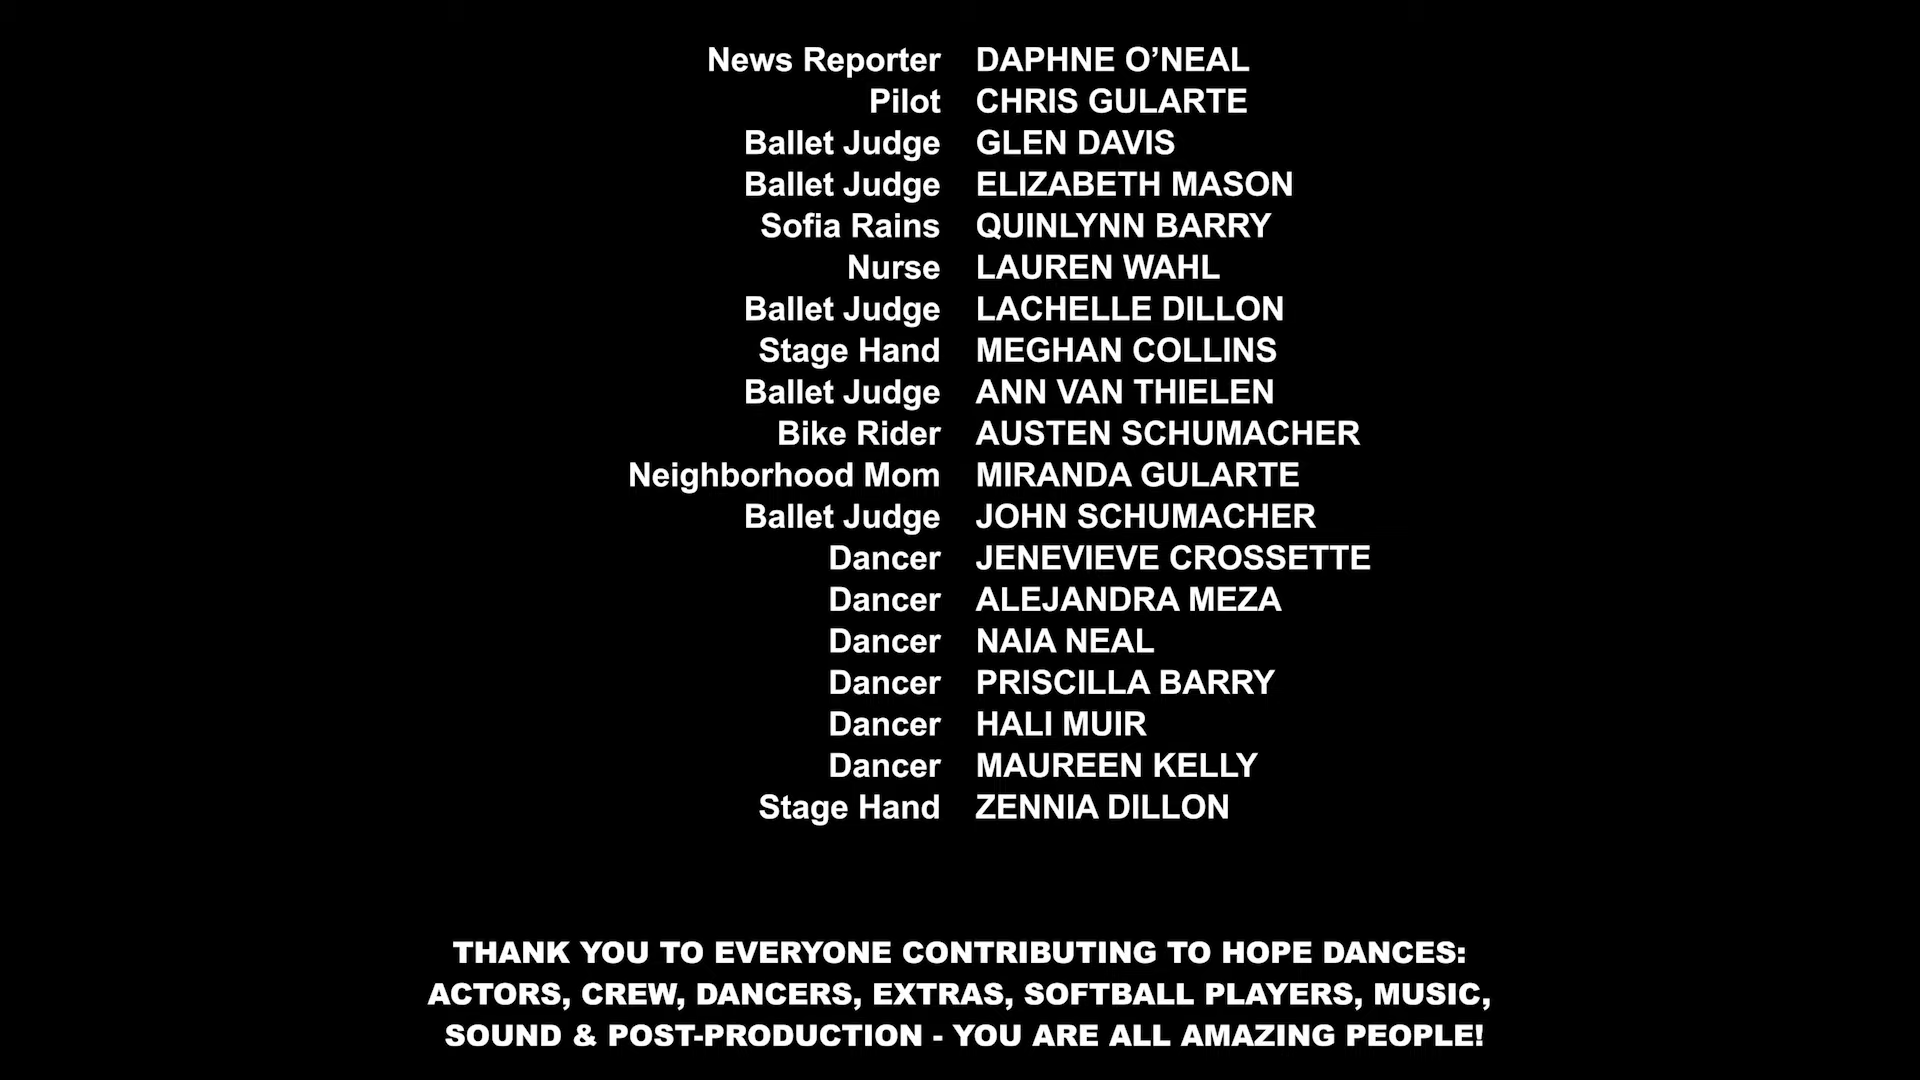 News Reporter DAPHNE O’NEAL
Pilot CHRIS GULARTE
Ballet Judge GLEN DAVIS
Ballet Judge ELIZABETH MASON
Sofia Rains QUINLYNN BARRY
Nurse LAUREN WAHL
Ballet Judge LACHELLE DILLON
Stage Hand MEGHAN COLLINS
Ballet Judge ANN VAN THIELEN
Bike Rider AUSTEN SCHUMACHER
Neighborhood Mom MIRANDA GULARTE
Ballet Judge JOHN SCHUMACHER
Dancer JENEVIEVE CROSSETTE
Dancer ALEJANDRA MEZA
Dancer NAIA NEAL
Dancer PRISCILLA BARRY
Dancer HALI MUIR
Dancer MAUREEN KELLY
Stage Hand ZENNIA DILLON
THANK YOU TO EVERYONE CONTRIBUTING TO HOPE DANCES:
ACTORS, CREW, DANCERS, EXTRAS, SOFTBALL PLAYERS, MUSIC,
SOUND & POST-PRODUCTION - YOU ARE ALL AMAZING PEOPLE!